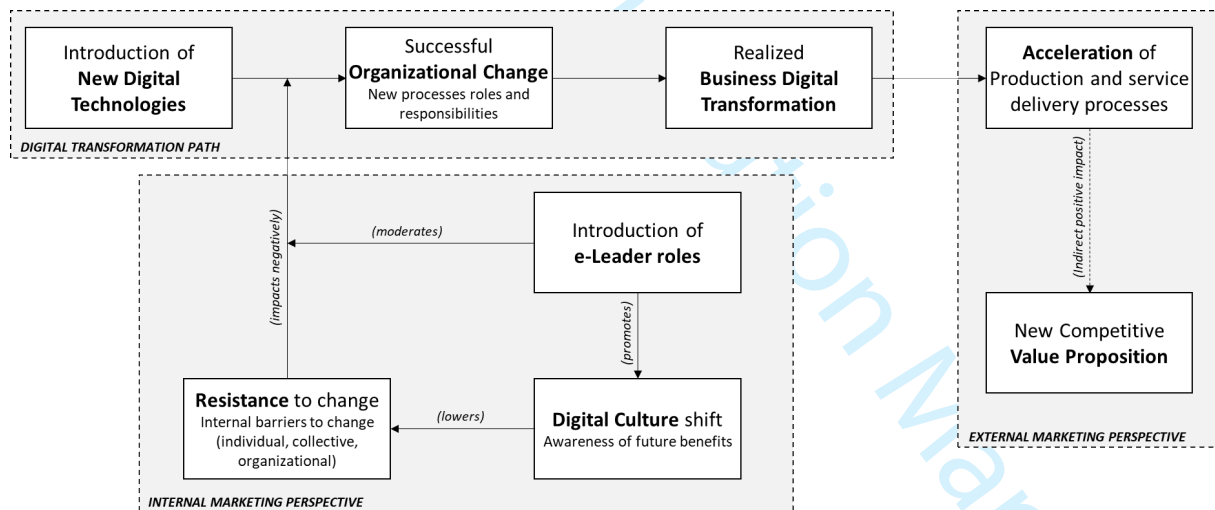 Introduction of
New Digital
Technologies
Successful
Organizational Change
New processes roles and
responsibilities
Realized
Business Digital
Transformation
DIGITAL TRANSFORMATION PATH
Acceleration of
Production and service
delivery processes
(Indirect positive impact)
New Competitive
Value Proposition
EXTERNAL MARKETING PERSPECTIVE
Introduction of
e-Leader roles
(moderates)
(impacts negatively)
(promotes)
Resistance to change
Internal barriers to change
(individual, collective,
organizational)
(lowers)
Digital Culture shift
Awareness of future benefits
INTERNAL MARKETING PERSPECTIVE